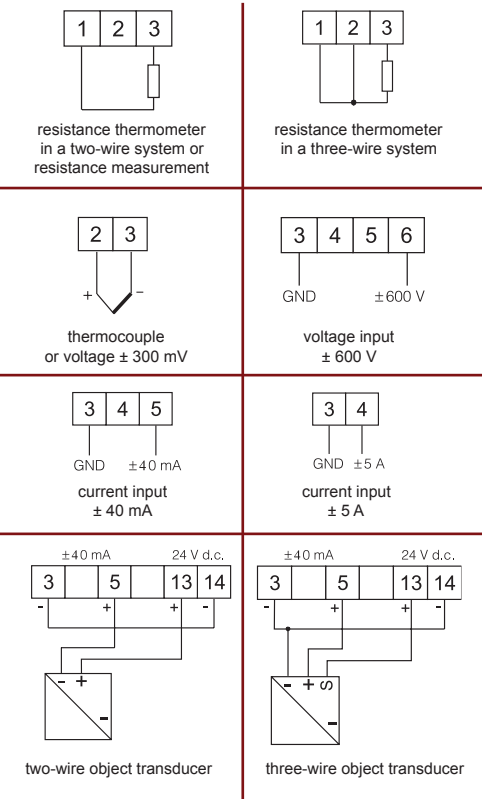 1 2 3
resistance thermometer
in a two-wire system or
resistance measurement
1 2 3
resistance thermometer
in a three-wire system
2 3
+ -
thermocouple
or voltage ± 300 mV
3 4 5 6
GND ±600 V
voltage input
± 600 V
3 4 5
GND ±40 mA
current input
± 40 mA
3 4
GND ±5 A
current input
± 5 A
±40 mA 24 V d.c.
3 5 13 14
- + + -
- +
-
two-wire object transducer
±40 mA 24 V d.c.
3 5 13 14
- + + -
- + S
-
three-wire object transducer